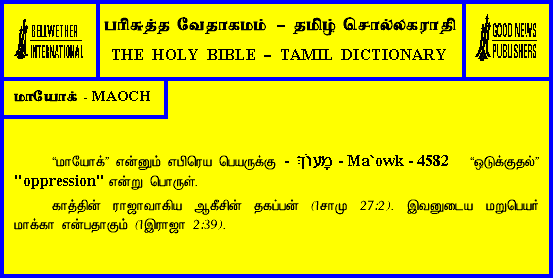 BELLWETHER
INTERNATIONAL
பரிசுத்த வேதாகமம் – தமிழ் சொல்லகராதி
THE HOLY BIBLE – TAMIL DICTIONARY
GOOD NEWS
PUBLISHERS
மாயோக் - MAOCH
“மாயோக்” என்னும் எபிரெய பெயருக்கு - מָעוֹךְ - Ma`owk - 4582 “ஒடுக்குதல்”
"oppression" என்று பொருள்.
காத்தின் ராஜாவாகிய ஆகீசின் தகப்பன் (1சாமு 27:2). இவனுடைய மறுபெயர்
மாக்கா என்பதாகும் (1இராஜா 2:39).